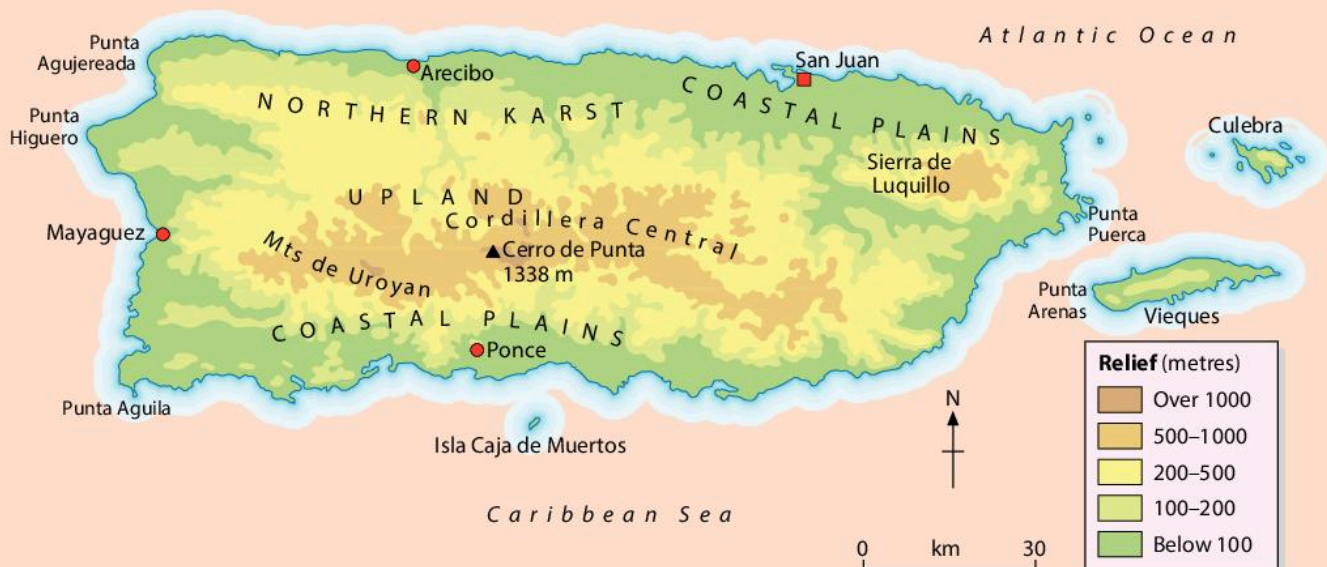 Atlantic Ocean
Punta
Agujereada
San Juan
Arecibo
NORTHERN KARST
COASTAL PLAINS
Punta
Higuero
Culebra
Sierra de
Luquillo
UPLAND
Cordillera Central
Punta
Puerca
Mayaguez
Mts de Uroyan
Cerro de Punta
1338 m
Punta
Arenas
Vieques
COASTAL PLAINS
Ponce
Punta Aguila
Isla Caja de Muertos
N
Caribbean Sea
0 km 30
Relief (metres)
Over 1000
500–1000
200–500
100–200
Below 100